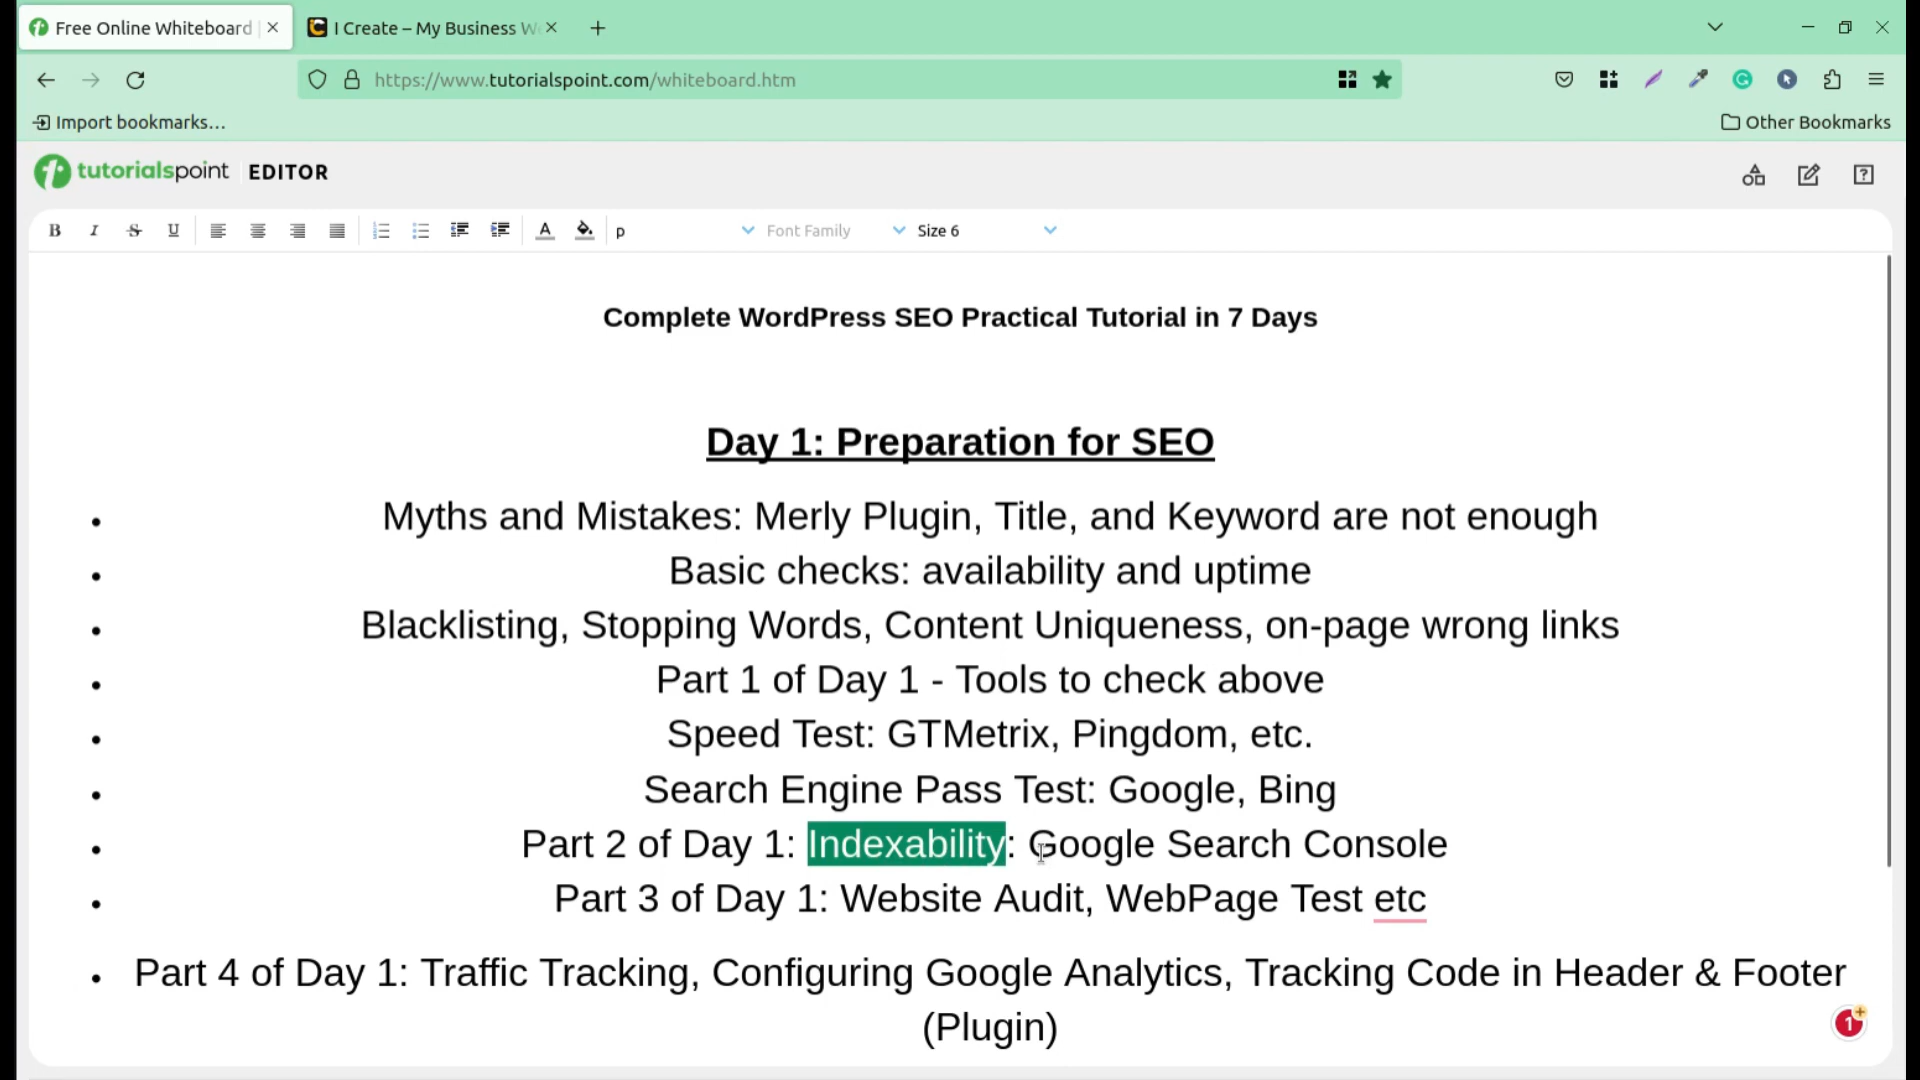 Free Online Whiteboard
I Create – My Business W
https://www.tutorialspoint.com/whiteboard.htm
Import bookmarks...
Other Bookmarks
tutorialspoint EDITOR
B I S U A p Font Family Size 6
Complete WordPress SEO Practical Tutorial in 7 Days
Day 1: Preparation for SEO
• Myths and Mistakes: Merly Plugin, Title, and Keyword are not enough
• Basic checks: availability and uptime
• Blacklisting, Stopping Words, Content Uniqueness, on-page wrong links
• Part 1 of Day 1 - Tools to check above
• Speed Test: GTMetrix, Pingdom, etc.
• Search Engine Pass Test: Google, Bing
• Part 2 of Day 1: Indexability: Google Search Console
• Part 3 of Day 1: Website Audit, WebPage Test etc
• Part 4 of Day 1: Traffic Tracking, Configuring Google Analytics, Tracking Code in Header & Footer
(Plugin)
1